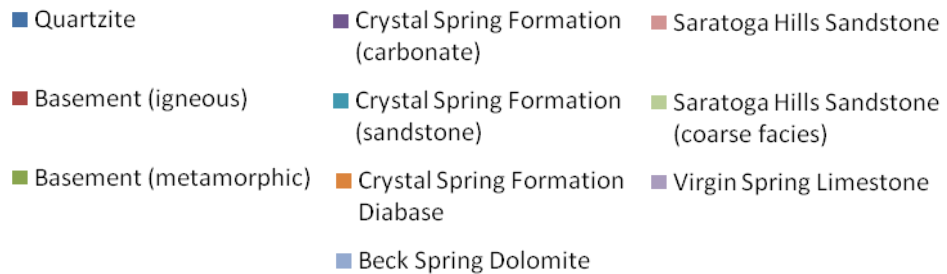 Quartzite
Basement (igneous)
Basement (metamorphic)
Crystal Spring Formation
(carbonate)
Crystal Spring Formation
(sandstone)
Crystal Spring Formation
Diabase
Beck Spring Dolomite
Saratoga Hills Sandstone
Saratoga Hills Sandstone
(coarse facies)
Virgin Spring Limestone